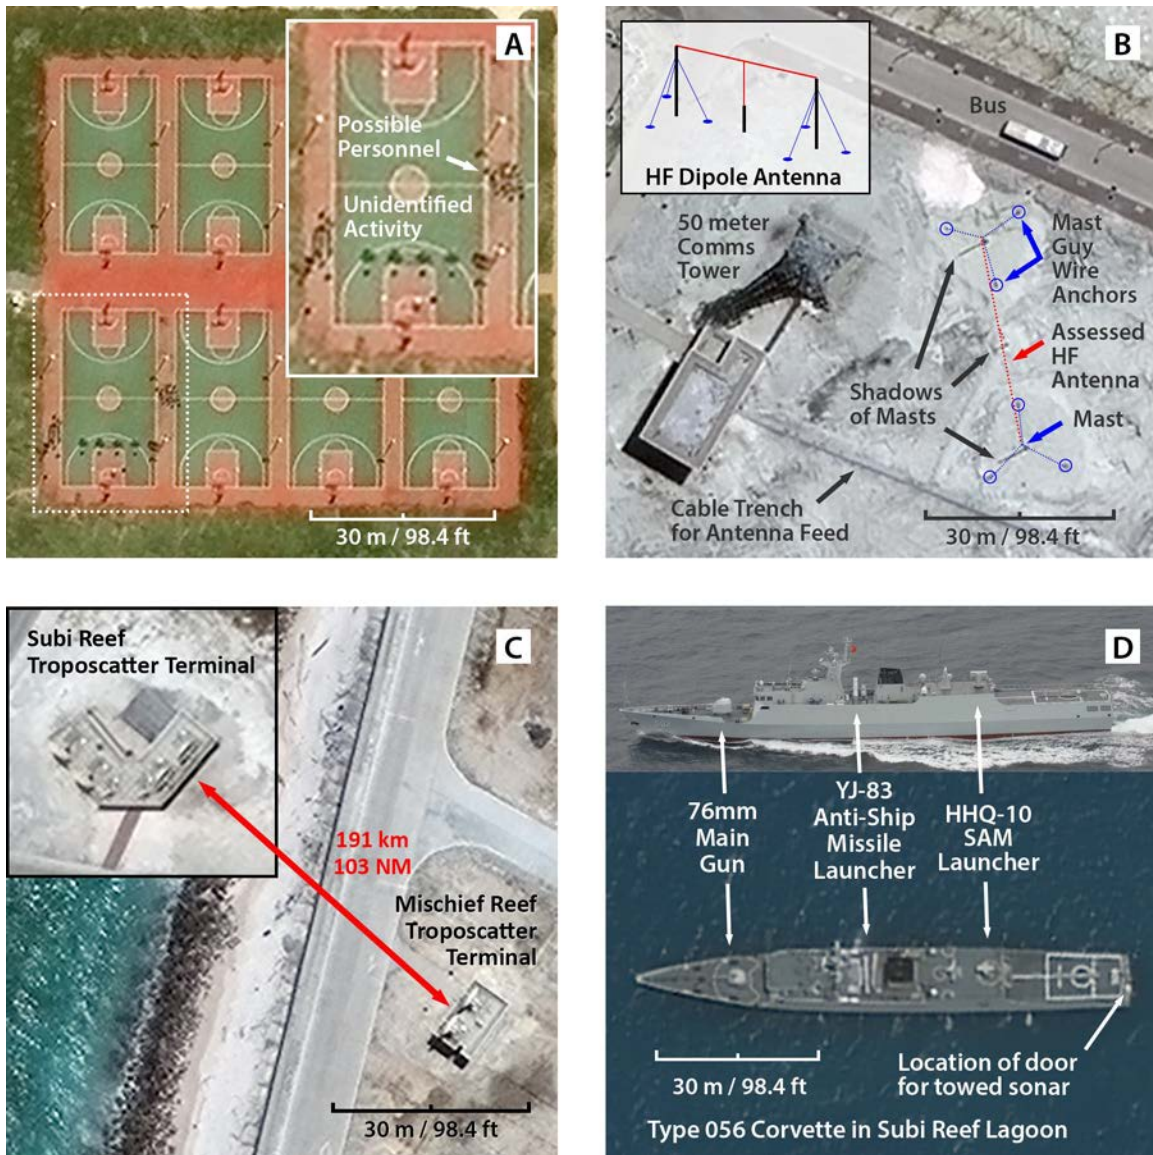 A
Possible
Personnel
Unidentified
Activity
30 m / 98.4 ft
B
HF Dipole Antenna
Bus
50 meter
Comms
Tower
Mast
Guy
Wire
Anchors
Assessed
HF
Antenna
Shadows
of Masts
Mast
Cable Trench
for Antenna Feed
30 m / 98.4 ft
C
Subi Reef
Troposcatter Terminal
191 km
103 NM
Mischief Reef
Troposcatter
Terminal
30 m / 98.4 ft
D
76mm
Main
Gun
YJ-83
Anti-Ship
Missile
Launcher
HHQ-10
SAM
Launcher
Location of door
for towed sonar
30 m / 98.4 ft
Type 056 Corvette in Subi Reef Lagoon